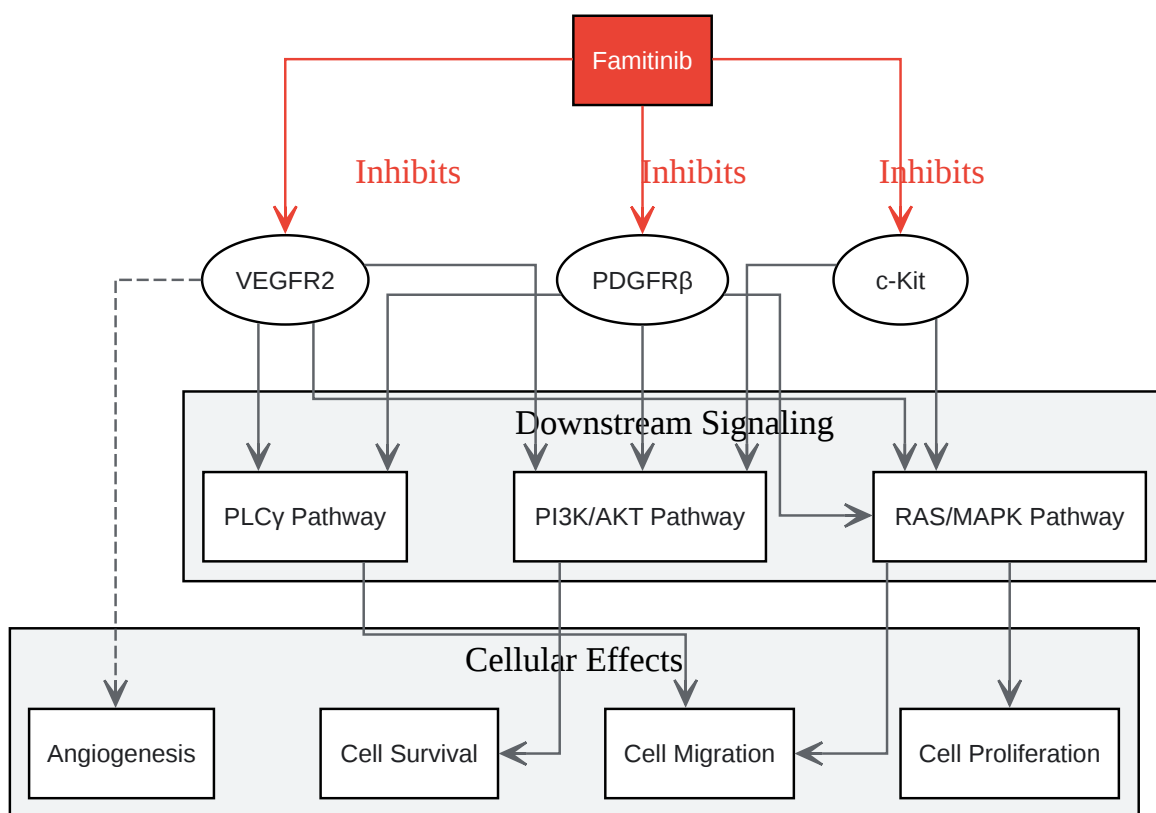 Famitinib
Inhibits
Inhibits
Inhibits
VEGFR2
PDGFRβ
c-Kit
Downstream Signaling
PLCγ Pathway
PI3K/AKT Pathway
RAS/MAPK Pathway
Cellular Effects
Angiogenesis
Cell Survival
Cell Migration
Cell Proliferation